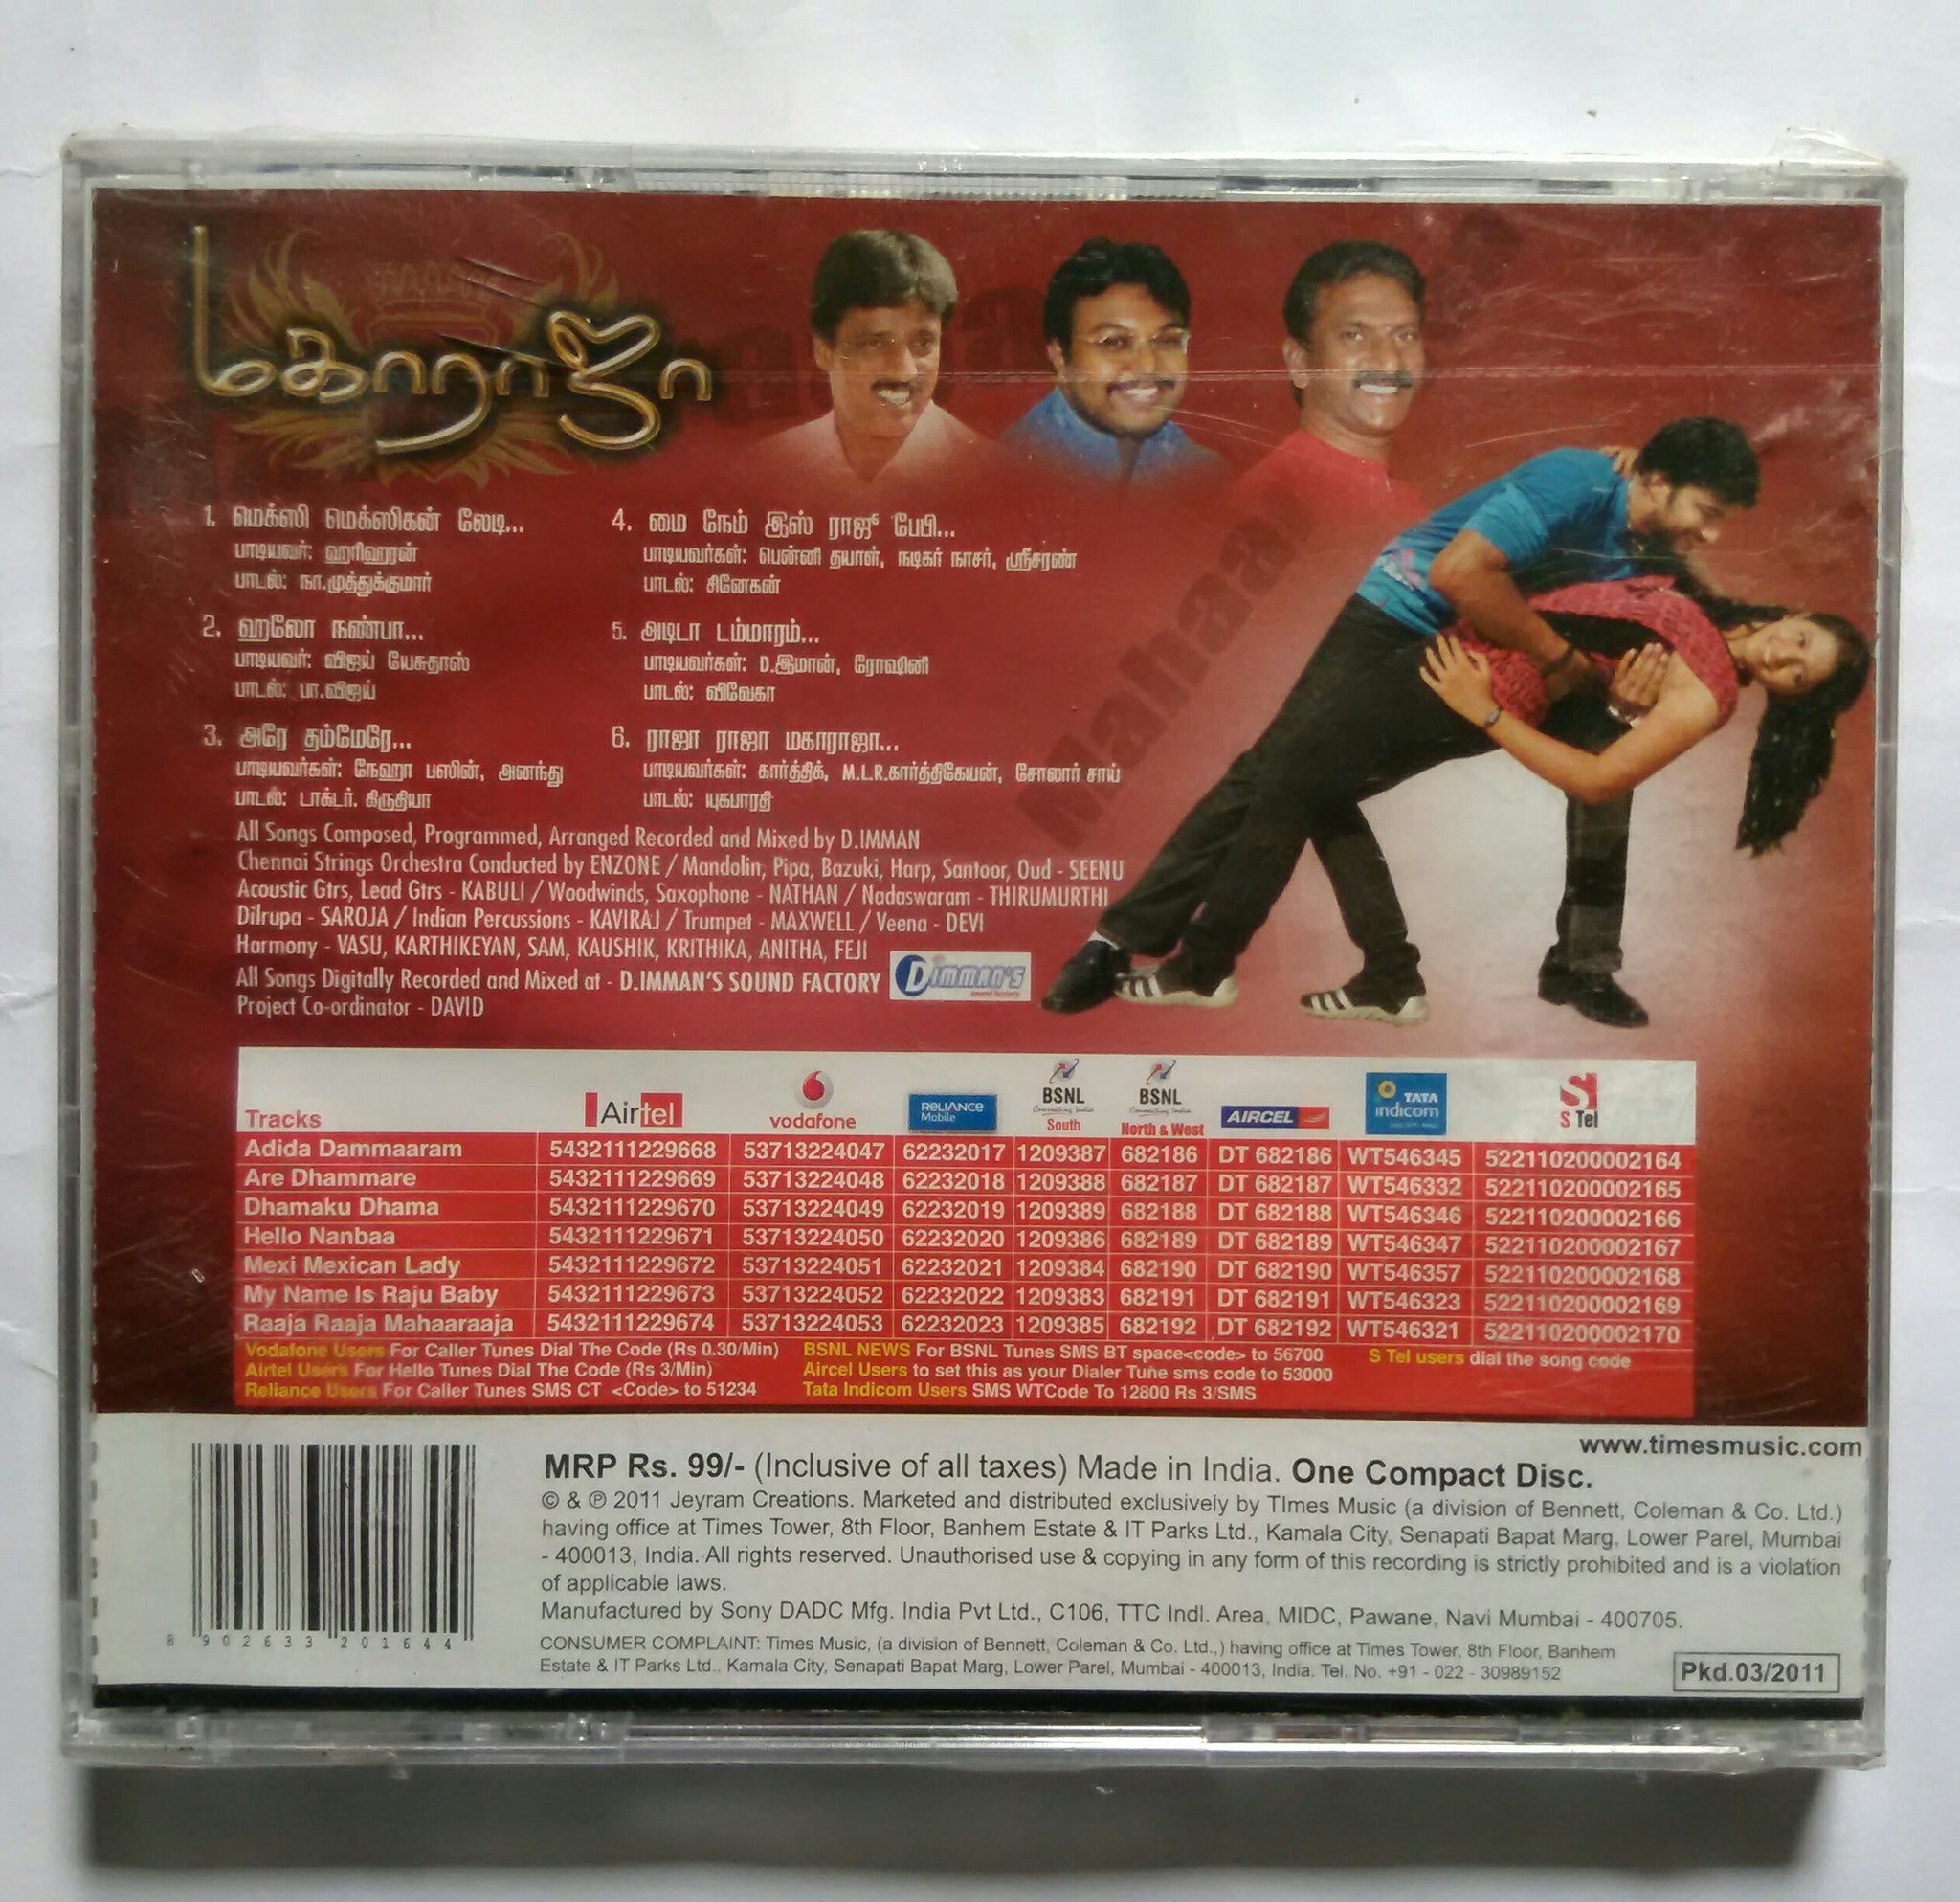 மகாராஜா
1. மெக்ஸி மெக்ஸிகன் லேடி...
பாடியவர்: ஹரிஹரன்
பாடல்: நா.முத்துக்குமார்
2. ஹலோ நண்பா...
பாடியவர்: விஜய் யேசுதாஸ்
பாடல்: பா.விஜய்
3. அரே தம்மேரே...
பாடியவர்கள்: நேஹா பஸின், அனந்து
பாடல்: டாக்டர். கிருதியா
4. மை நேம் இஸ் ராஜு பேபி...
பாடியவர்கள்: பென்னி தயாள், நடிகர் நாசர், ஸ்ரீசரண்
பாடல்: சினேகன்
5. அடிடா டம்மாரம்...
பாடியவர்கள்: D.இமான், ரோஷினி
பாடல்: விவேகா
6. ராஜா ராஜா மகாராஜா...
பாடியவர்கள்: கார்த்திக், M.L.R.கார்த்திகேயன், சோலார் சாய்
பாடல்: யுகபாரதி
All Songs Composed, Programmed, Arranged Recorded and Mixed by D.IMMAN
Chennai Strings Orchestra Conducted by ENZONE / Mandolin, Pipa, Bazuki, Harp, Santoor, Oud - SEENU
Acoustic Gtrs, Lead Gtrs - KABULI / Woodwinds, Saxophone - NATHAN / Nadaswaram - THIRUMURTHI
Dilrupa - SAROJA / Indian Percussions - KAVIRAJ / Trumpet - MAXWELL / Veena - DEVI
Harmony - VASU, KARTHIKEYAN, SAM, KAUSHIK, KRITHIKA, ANITHA, FEJI
All Songs Digitally Recorded and Mixed at - D.IMMAN'S SOUND FACTORY DIMMAN'S sound factory
Project Co-ordinator - DAVID
Tracks Airtel vodafone RELIANCE Mobile BSNL Connecting India South BSNL Connecting India North & West AIRCEL TATA indicom S Tel
Adida Dammaaram 5432111229668 53713224047 62232017 1209387 682186 DT 682186 WT546345 522110200002164
Are Dhammare 5432111229669 53713224048 62232018 1209388 682187 DT 682187 WT546332 522110200002165
Dhamaku Dhama 5432111229670 53713224049 62232019 1209389 682188 DT 682188 WT546346 522110200002166
Hello Nanbaa 5432111229671 53713224050 62232020 1209386 682189 DT 682189 WT546347 522110200002167
Mexi Mexican Lady 5432111229672 53713224051 62232021 1209384 682190 DT 682190 WT546357 522110200002168
My Name Is Raju Baby 5432111229673 53713224052 62232022 1209383 682191 DT 682191 WT546323 522110200002169
Raaja Raaja Mahaaraaja 5432111229674 53713224053 62232023 1209385 682192 DT 682192 WT546321 522110200002170
Vodafone Users For Caller Tunes Dial The Code (Rs 0.30/Min) BSNL NEWS For BSNL Tunes SMS BT space<code> to 56700 S Tel users dial the song code
Airtel Users For Hello Tunes Dial The Code (Rs 3/Min) Aircel Users to set this as your Dialer Tune sms code to 53000
Reliance Users For Caller Tunes SMS CT <Code> to 51234 Tata Indicom Users SMS WTCode To 12800 Rs 3/SMS
www.timesmusic.com
MRP Rs. 99/- (Inclusive of all taxes) Made in India. One Compact Disc.
© & ℗ 2011 Jeyram Creations. Marketed and distributed exclusively by TImes Music (a division of Bennett, Coleman & Co. Ltd.)
having office at Times Tower, 8th Floor, Banhem Estate & IT Parks Ltd., Kamala City, Senapati Bapat Marg, Lower Parel, Mumbai
- 400013, India. All rights reserved. Unauthorised use & copying in any form of this recording is strictly prohibited and is a violation
of applicable laws.
Manufactured by Sony DADC Mfg. India Pvt Ltd., C106, TTC Indl. Area, MIDC, Pawane, Navi Mumbai - 400705.
CONSUMER COMPLAINT: Times Music, (a division of Bennett, Coleman & Co. Ltd.,) having office at Times Tower, 8th Floor, Banhem
Estate & IT Parks Ltd., Kamala City, Senapati Bapat Marg, Lower Parel, Mumbai - 400013, India. Tel. No. +91 - 022 - 30989152
Pkd.03/2011
8 902633 201644